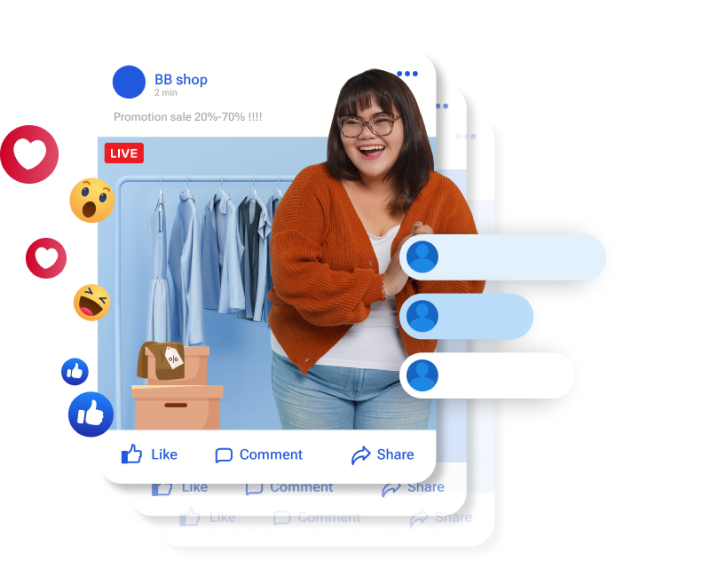 BB shop
2 min
Promotion sale 20%-70% !!!!
LIVE
Like Comment Share
Like Comment Share
Like Comment Share